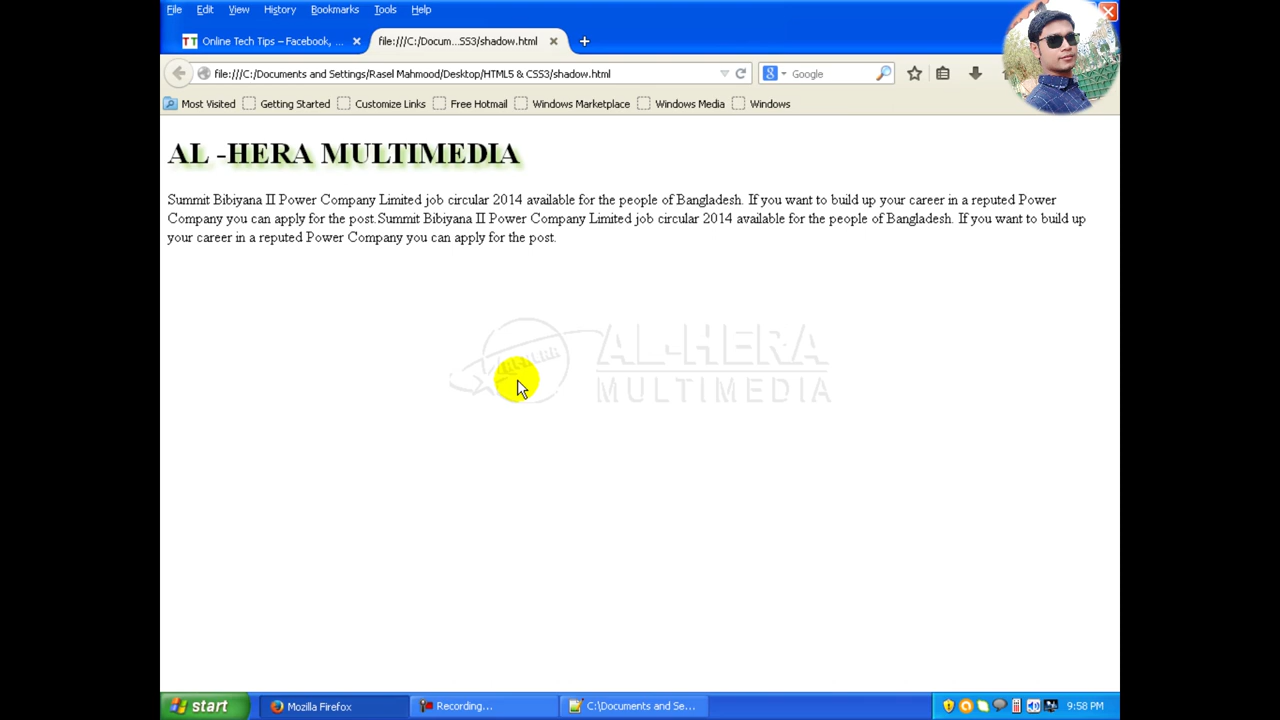 File Edit View History Bookmarks Tools Help
Online Tech Tips – Facebook, ... file:///C:/Docum...SS3/shadow.html
file:///C:/Documents and Settings/Rasel Mahmood/Desktop/HTML5 & CSS3/shadow.html Google
Most Visited Getting Started Customize Links Free Hotmail Windows Marketplace Windows Media Windows
AL -HERA MULTIMEDIA
Summit Bibiyana II Power Company Limited job circular 2014 available for the people of Bangladesh. If you want to build up your career in a reputed Power
Company you can apply for the post.Summit Bibiyana II Power Company Limited job circular 2014 available for the people of Bangladesh. If you want to build up
your career in a reputed Power Company you can apply for the post.
AL-HERA
AL-HERA
MULTIMEDIA
start Mozilla Firefox Recording... C:\Documents and Se... 9:58 PM